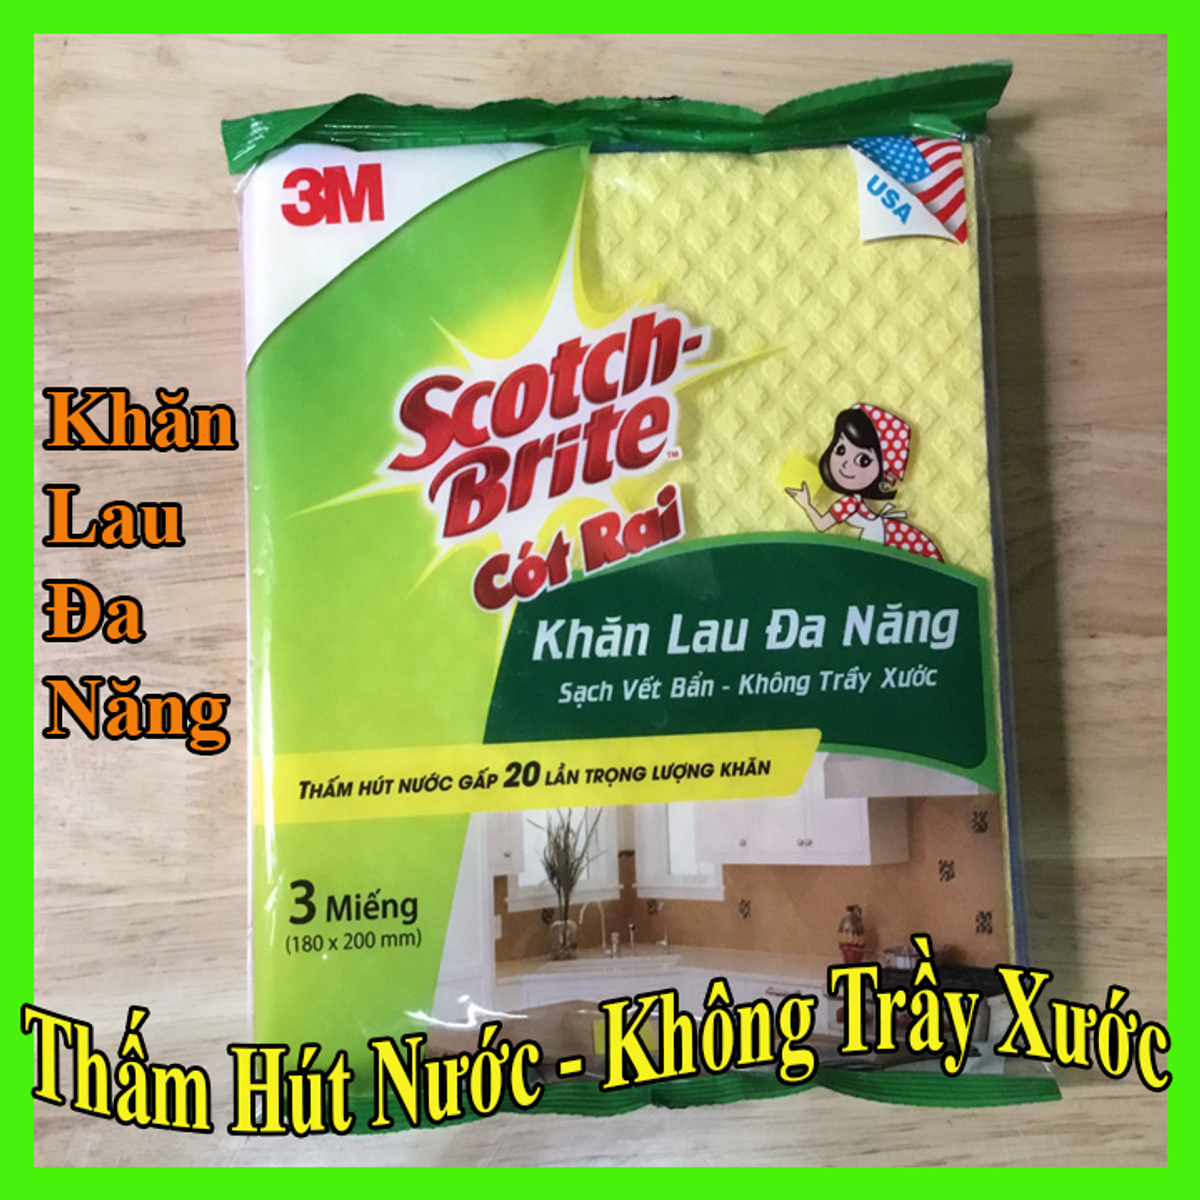 3M
USA
Scotch-
Brite™
Cót Rai
Khăn Lau Đa Năng
Sạch Vết Bẩn - Không Trầy Xước
THẤM HÚT NƯỚC GẤP 20 LẦN TRỌNG LƯỢNG KHĂN
3 Miếng
(180 x 200 mm)
Khăn
Lau
Đa
Năng
Thấm Hút Nước - Không Trầy Xước